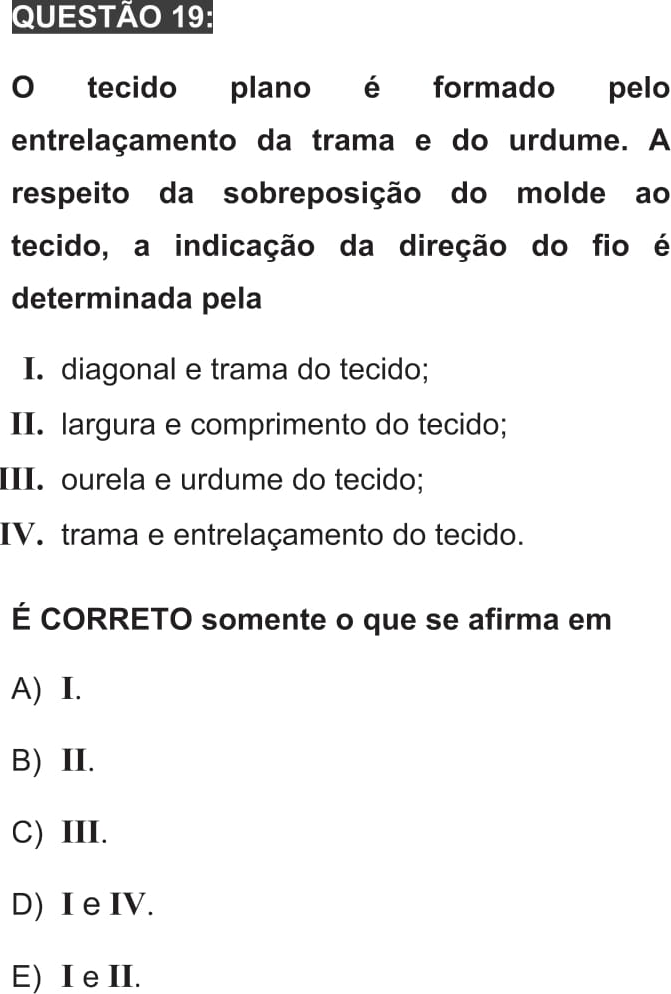 QUESTÃO 19:
O tecido plano é formado pelo
entrelaçamento da trama e do urdume. A
respeito da sobreposição do molde ao
tecido, a indicação da direção do fio é
determinada pela
I. diagonal e trama do tecido;
II. largura e comprimento do tecido;
III. ourela e urdume do tecido;
IV. trama e entrelaçamento do tecido.
É CORRETO somente o que se afirma em
A) I.
B) II.
C) III.
D) I e IV.
E) I e II.